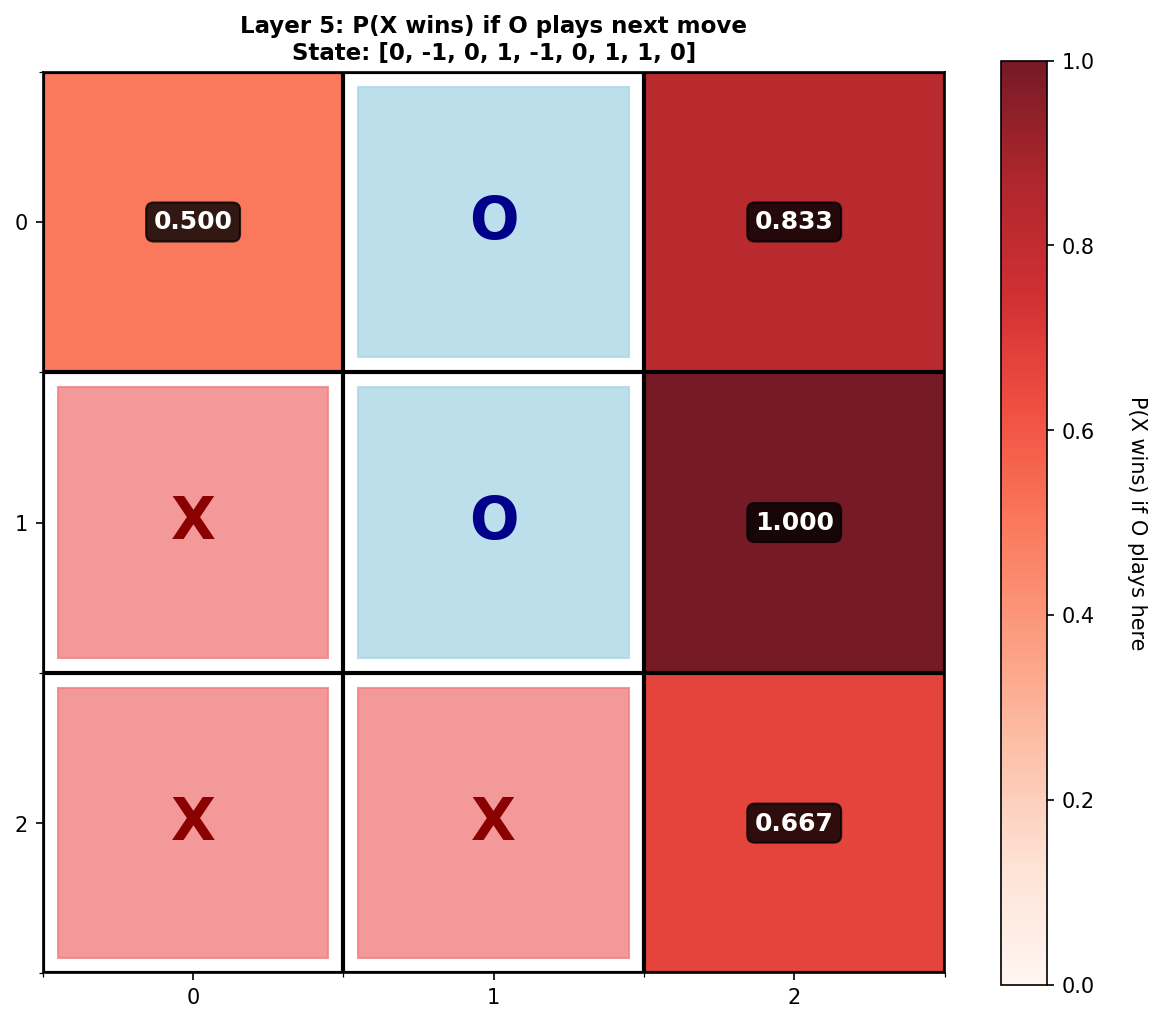 Layer 5: P(X wins) if O plays next move
State: [0, -1, 0, 1, -1, 0, 1, 1, 0]
0
0.500
O
0.833
1
X
O
1.000
2
X
X
0.667
0
1
2
1.0
0.8
0.6
0.4
0.2
0.0
P(X wins) if O plays here